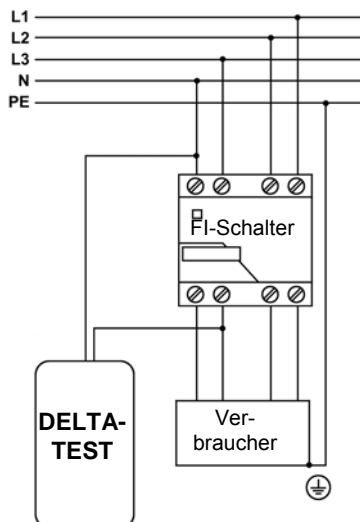 L1
L2
L3
N
PE
FI-Schalter
DELTA-
TEST
Ver-
braucher